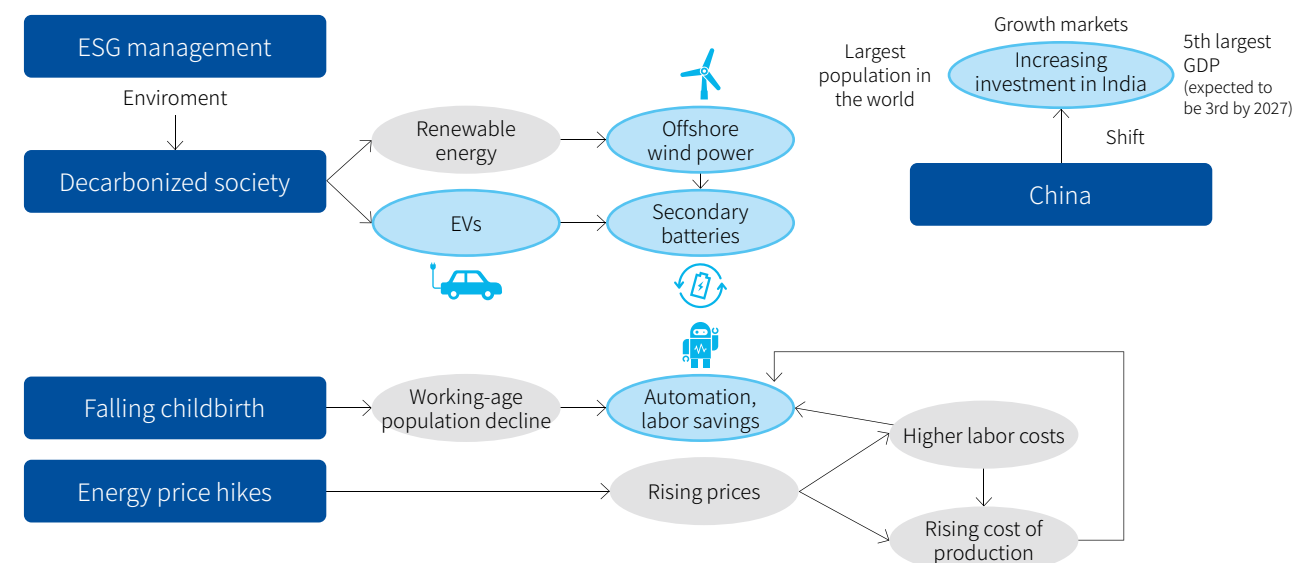 ESG management
Enviroment
Decarbonized society
Renewable
energy
EVs
Offshore
wind power
Secondary
batteries
Growth markets
Largest
population in
the world
Increasing
investment in India
5th largest
GDP
(expected to
be 3rd by 2027)
Shift
China
Falling childbirth
Working-age
population decline
Automation,
labor savings
Higher labor costs
Energy price hikes
Rising prices
Rising cost of
production